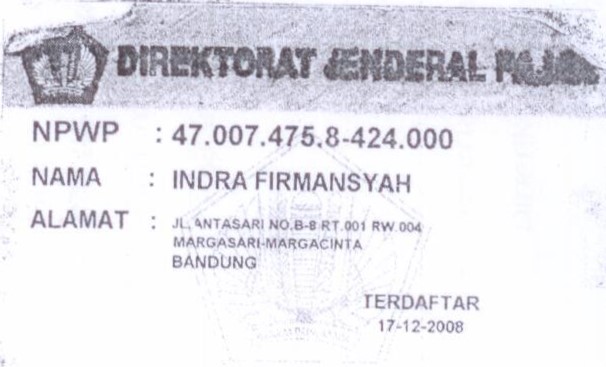 DIREKTORAT JENDERAL PAJAK
NPWP : 47.007.475.8-424.000
NAMA : INDRA FIRMANSYAH
ALAMAT : JL. ANTASARI NO.B-8 RT.001 RW.004
MARGASARI-MARGACINTA
BANDUNG
TERDAFTAR
17-12-2008